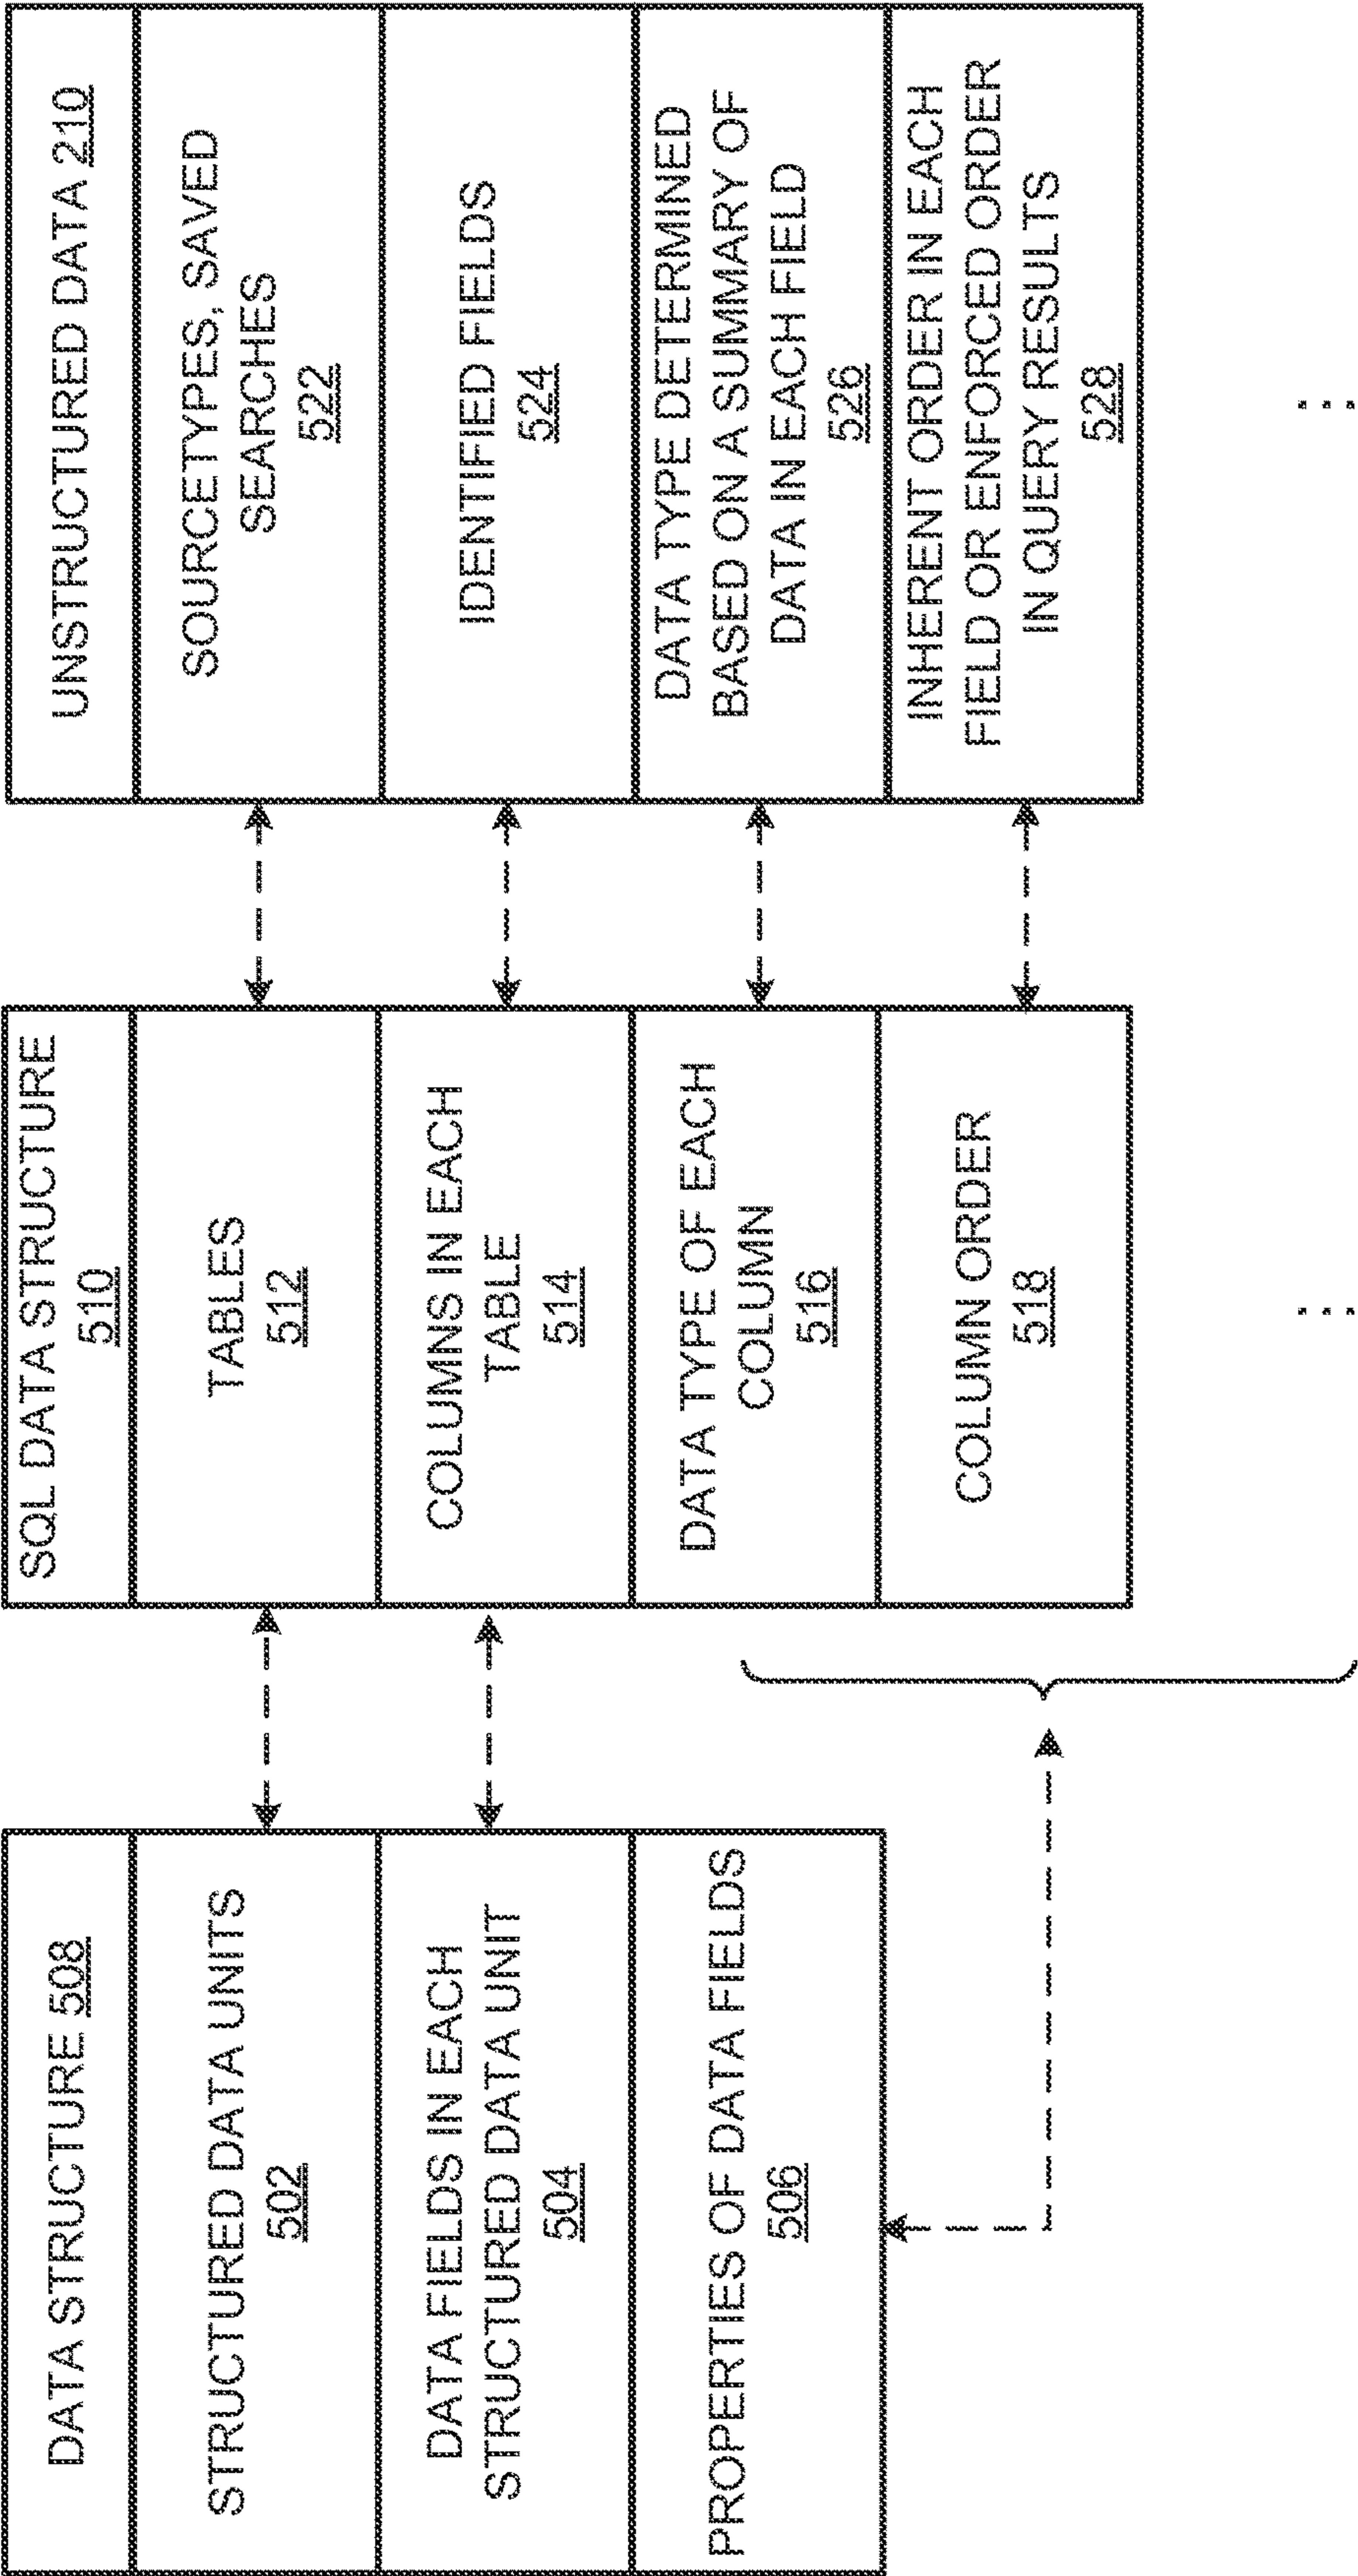 DATA STRUCTURE 508
STRUCTURED DATA UNITS
502
DATA FIELDS IN EACH
STRUCTURED DATA UNIT
504
PROPERTIES OF DATA FIELDS
506
SQL DATA STRUCTURE
510
TABLES
512
COLUMNS IN EACH
TABLE
514
DATA TYPE OF EACH
COLUMN
516
COLUMN ORDER
518
...
UNSTRUCTURED DATA 210
SOURCETYPES, SAVED
SEARCHES
522
IDENTIFIED FIELDS
524
DATA TYPE DETERMINED
BASED ON A SUMMARY OF
DATA IN EACH FIELD
526
INHERENT ORDER IN EACH
FIELD OR ENFORCED ORDER
IN QUERY RESULTS
528
...